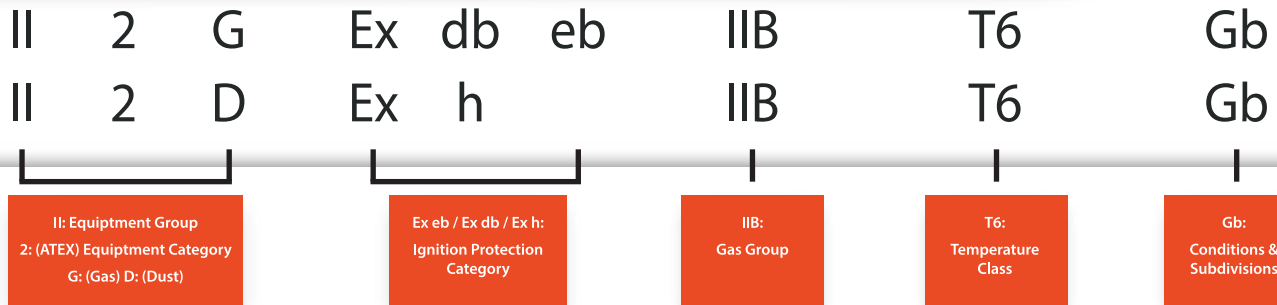 II 2 G Ex db eb IIB T6 Gb
II 2 D Ex h IIB T6 Gb
II: Equiptment Group
2: (ATEX) Equiptment Category
G: (Gas) D: (Dust)
Ex eb / Ex db / Ex h:
Ignition Protection
Category
IIB:
Gas Group
T6:
Temperature
Class
Gb:
Conditions &
Subdivisions